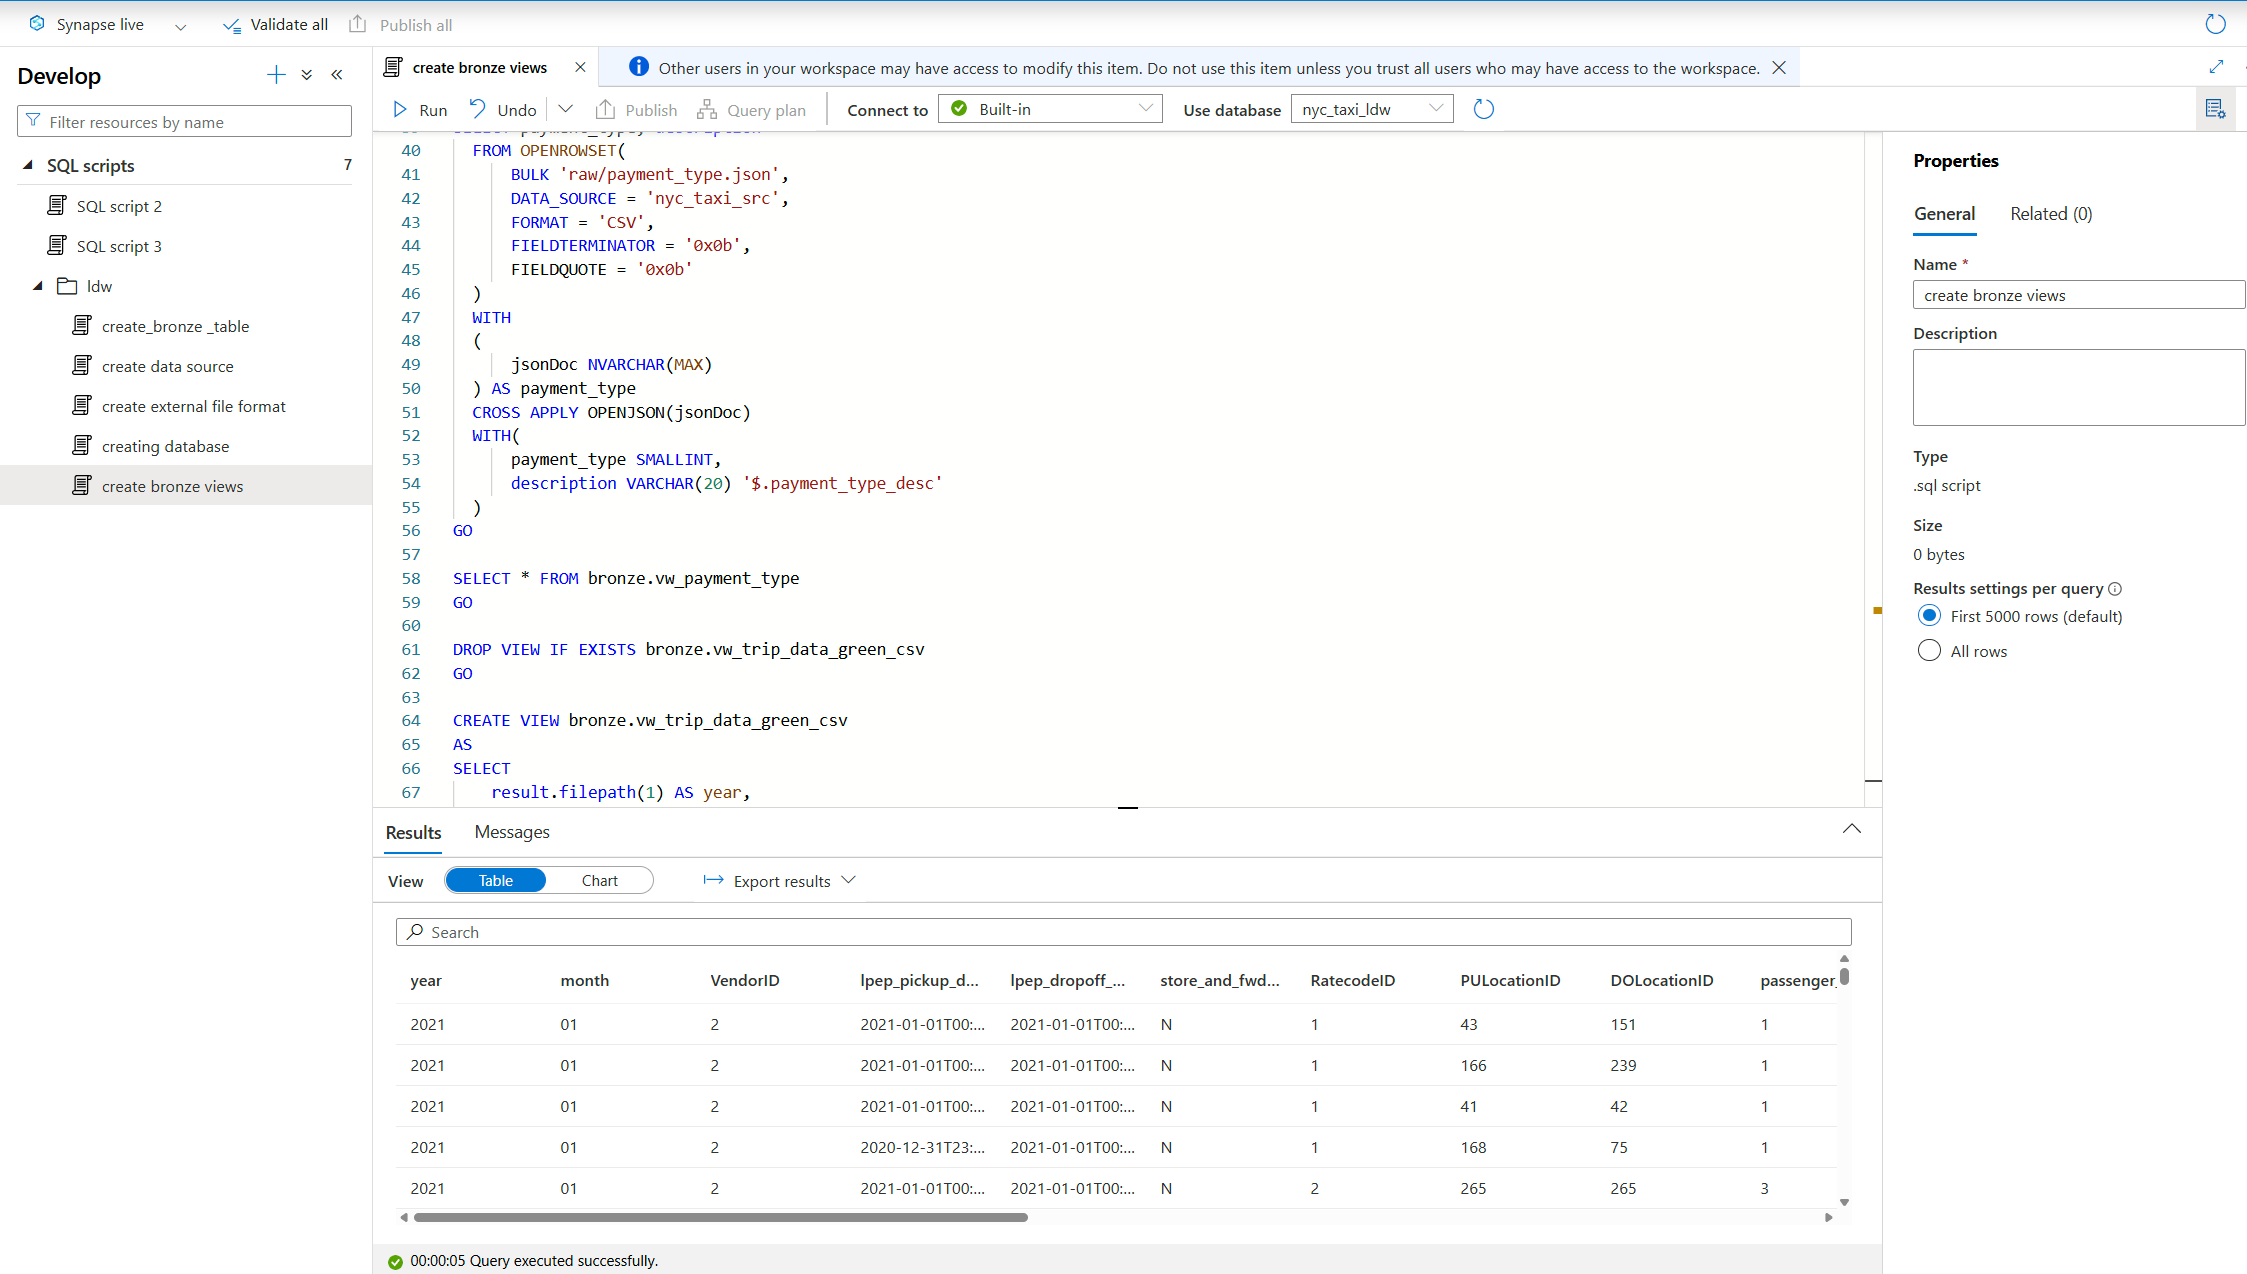 Synapse live
Validate all
Publish all
Develop
Filter resources by name
SQL scripts 7
SQL script 2
SQL script 3
ldw
create_bronze _table
create data source
create external file format
creating database
create bronze views
create bronze views
Other users in your workspace may have access to modify this item. Do not use this item unless you trust all users who may have access to the workspace.
Run Undo Publish Query plan Connect to Built-in Use database nyc_taxi_ldw
40 FROM OPENROWSET(
41 BULK 'raw/payment_type.json',
42 DATA_SOURCE = 'nyc_taxi_src',
43 FORMAT = 'CSV',
44 FIELDTERMINATOR = '0x0b',
45 FIELDQUOTE = '0x0b'
46 )
47 WITH
48 (
49 jsonDoc NVARCHAR(MAX)
50 ) AS payment_type
51 CROSS APPLY OPENJSON(jsonDoc)
52 WITH(
53 payment_type SMALLINT,
54 description VARCHAR(20) '$.payment_type_desc'
55 )
56 GO
57
58 SELECT * FROM bronze.vw_payment_type
59 GO
60
61 DROP VIEW IF EXISTS bronze.vw_trip_data_green_csv
62 GO
63
64 CREATE VIEW bronze.vw_trip_data_green_csv
65 AS
66 SELECT
67 result.filepath(1) AS year,
Results Messages
View Table Chart Export results
Search
year month VendorID lpep_pickup_d... lpep_dropoff_... store_and_fwd... RatecodeID PULocationID DOLocationID passenger_
2021 01 2 2021-01-01T00:... 2021-01-01T00:... N 1 43 151 1
2021 01 2 2021-01-01T00:... 2021-01-01T00:... N 1 166 239 1
2021 01 2 2021-01-01T00:... 2021-01-01T00:... N 1 41 42 1
2021 01 2 2020-12-31T23:... 2021-01-01T00:... N 1 168 75 1
2021 01 2 2021-01-01T00:... 2021-01-01T00:... N 2 265 265 3
00:00:05 Query executed successfully.
Properties
General Related (0)
Name *
create bronze views
Description
Type
.sql script
Size
0 bytes
Results settings per query
First 5000 rows (default)
All rows